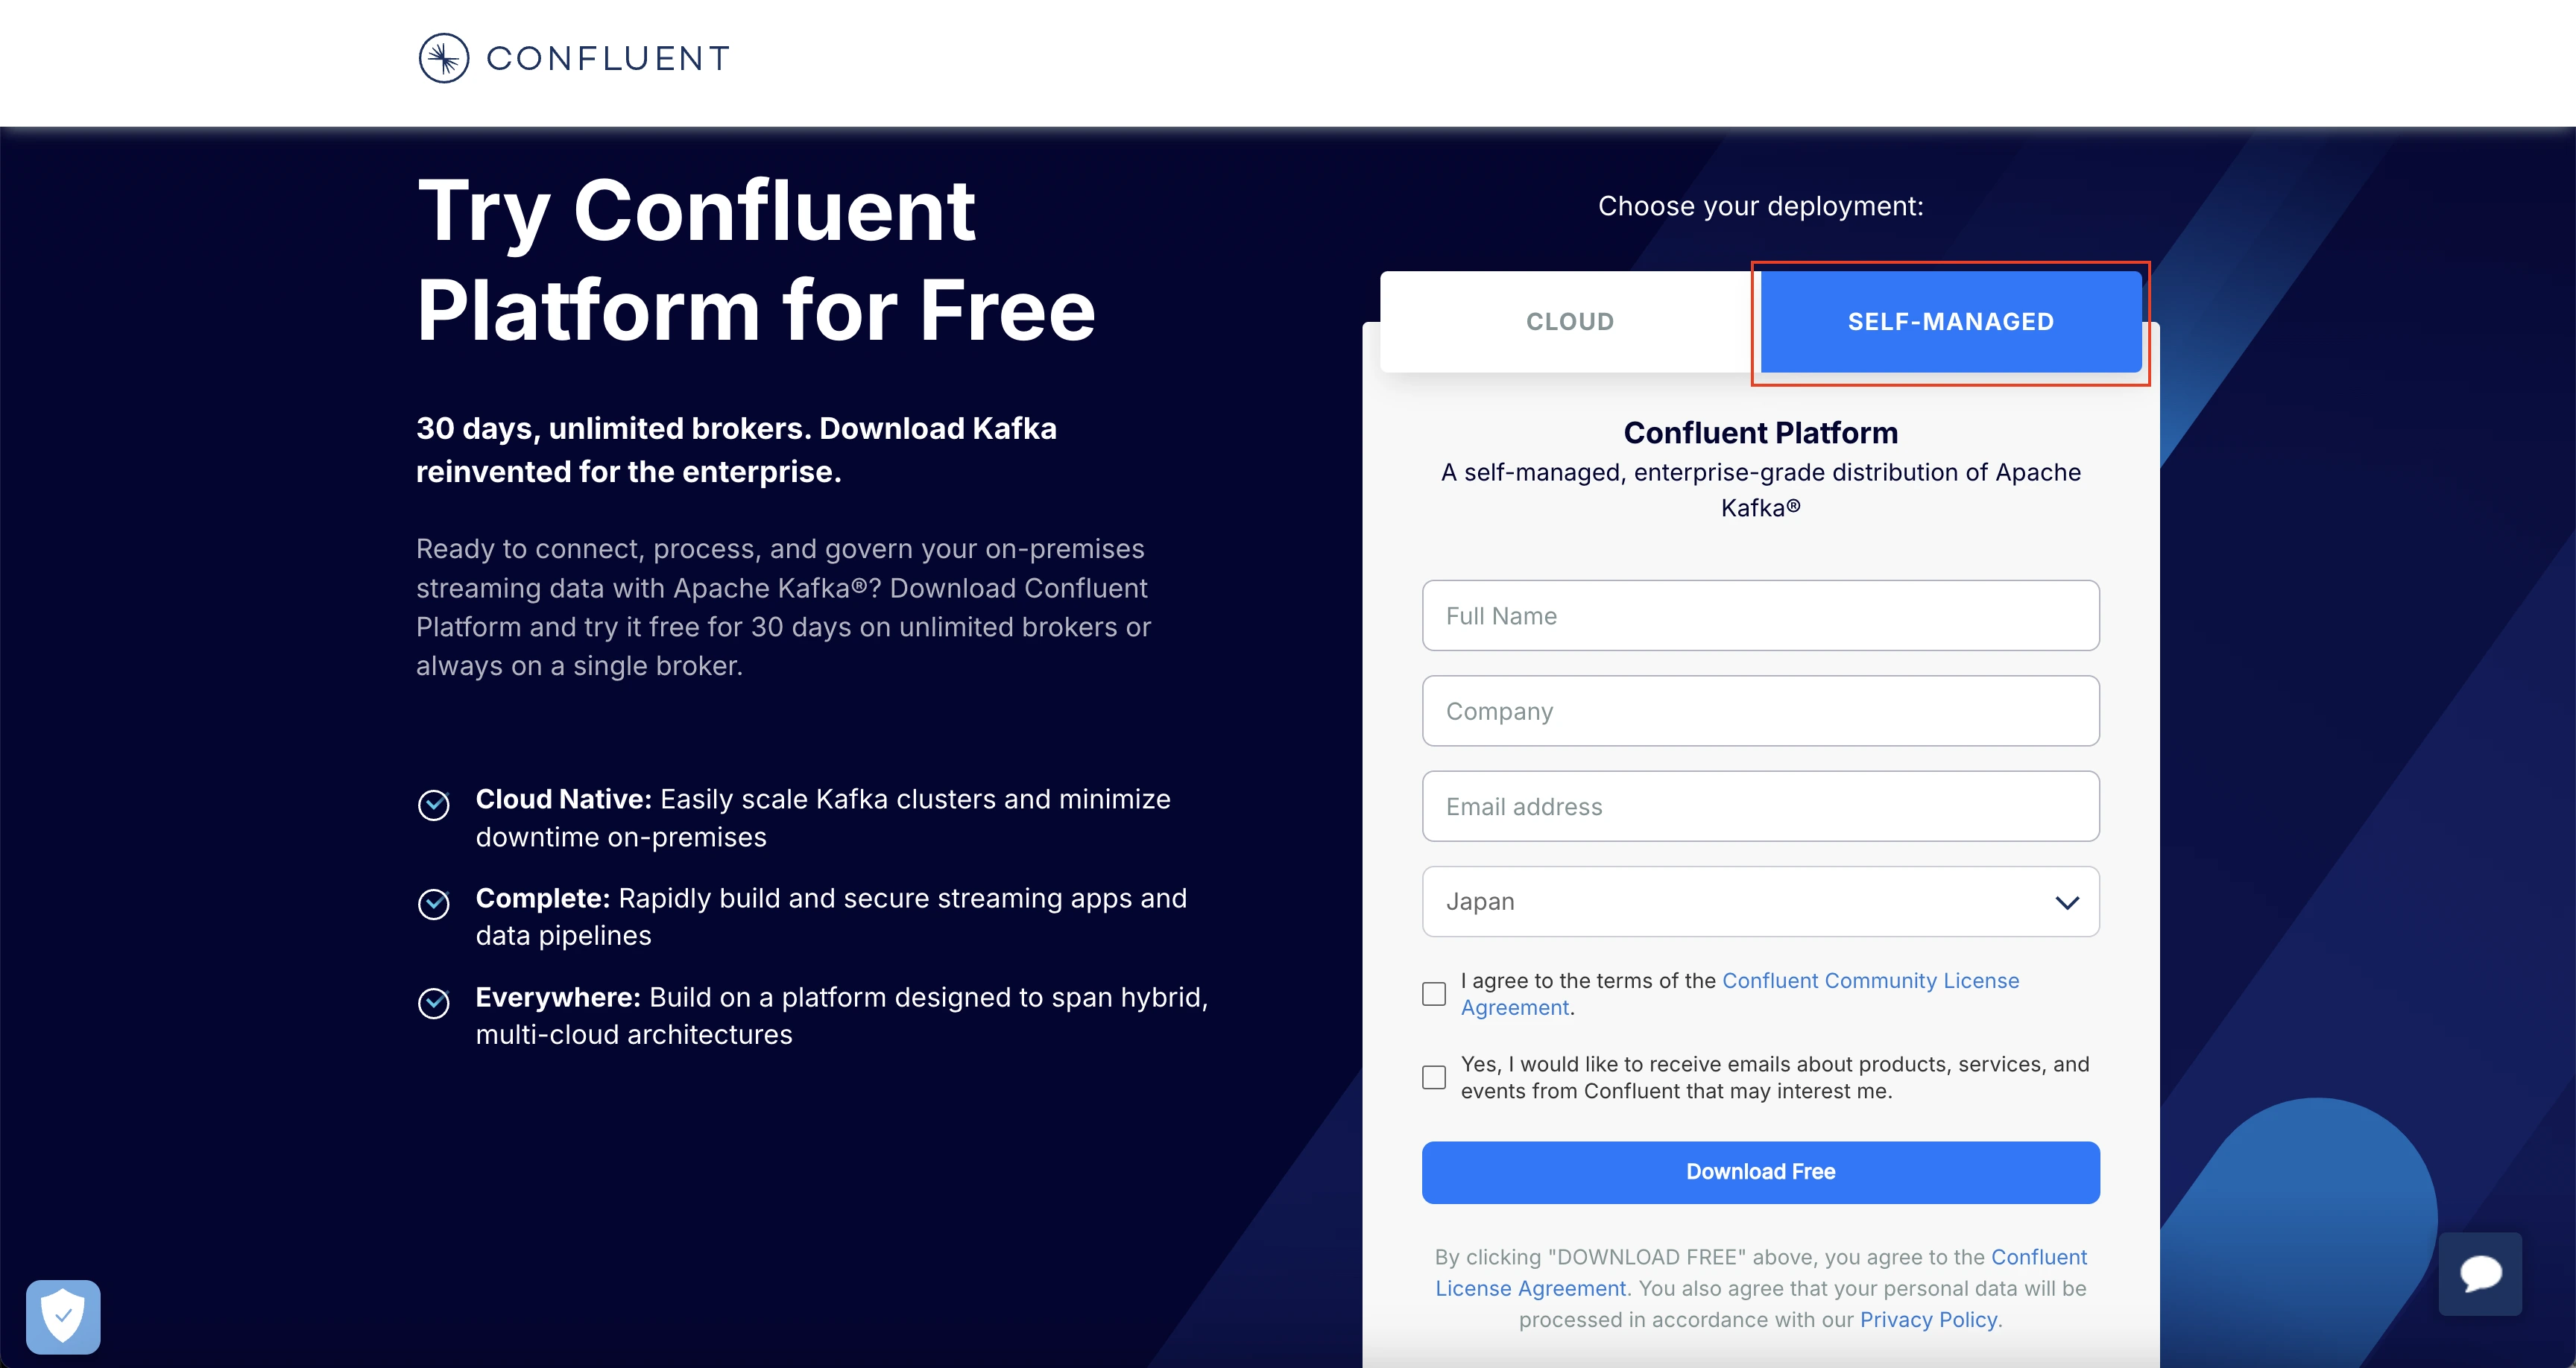 CONFLUENT
Try Confluent
Platform for Free
30 days, unlimited brokers. Download Kafka
reinvented for the enterprise.
Ready to connect, process, and govern your on-premises
streaming data with Apache Kafka®? Download Confluent
Platform and try it free for 30 days on unlimited brokers or
always on a single broker.
Cloud Native: Easily scale Kafka clusters and minimize
downtime on-premises
Complete: Rapidly build and secure streaming apps and
data pipelines
Everywhere: Build on a platform designed to span hybrid,
multi-cloud architectures
Choose your deployment:
CLOUD
SELF-MANAGED
Confluent Platform
A self-managed, enterprise-grade distribution of Apache
Kafka®
Full Name
Company
Email address
Japan
I agree to the terms of the Confluent Community License
Agreement.
Yes, I would like to receive emails about products, services, and
events from Confluent that may interest me.
Download Free
By clicking "DOWNLOAD FREE" above, you agree to the Confluent
License Agreement. You also agree that your personal data will be
processed in accordance with our Privacy Policy.